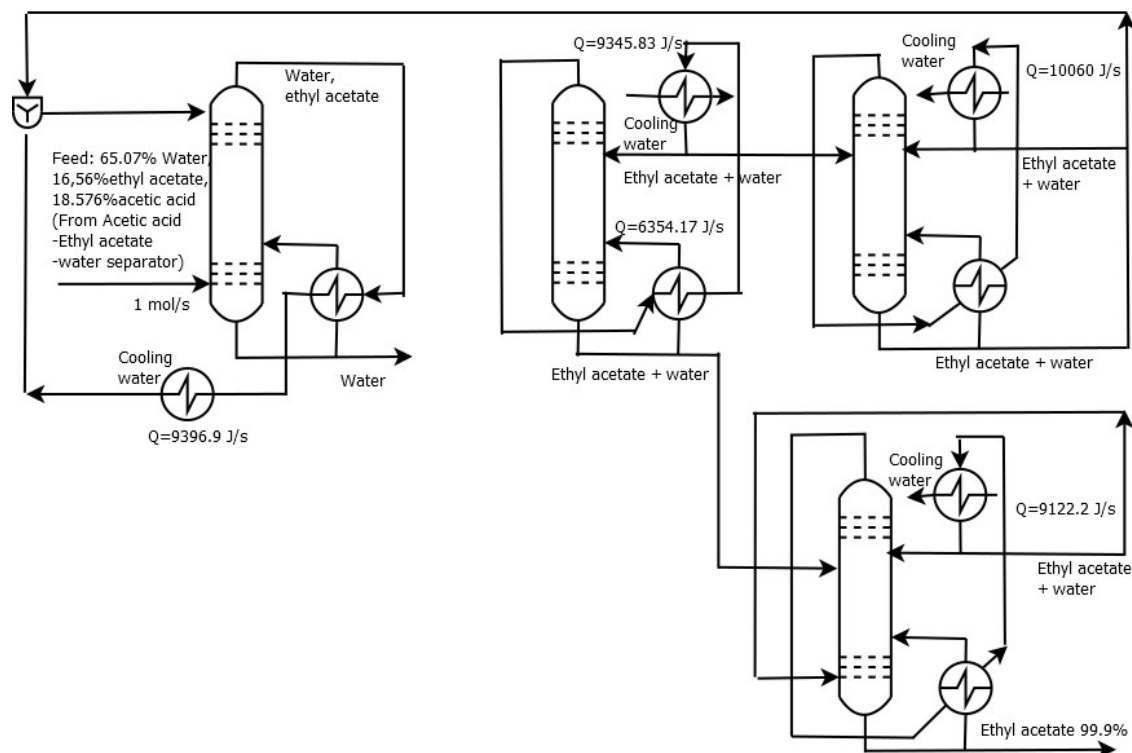 Water,
ethyl acetate
Feed: 65.07% Water,
16,56%ethyl acetate,
18.576%acetic acid
(From Acetic acid
-Ethyl acetate
-water separator)
1 mol/s
Water
Cooling
water
Q=9396.9 J/s
Q=9345.83 J/s
Cooling
water
Ethyl acetate + water
Q=6354.17 J/s
Ethyl acetate + water
Cooling
water
Q=10060 J/s
Ethyl acetate
+ water
Ethyl acetate + water
Cooling
water
Q=9122.2 J/s
Ethyl acetate
+ water
Ethyl acetate 99.9%